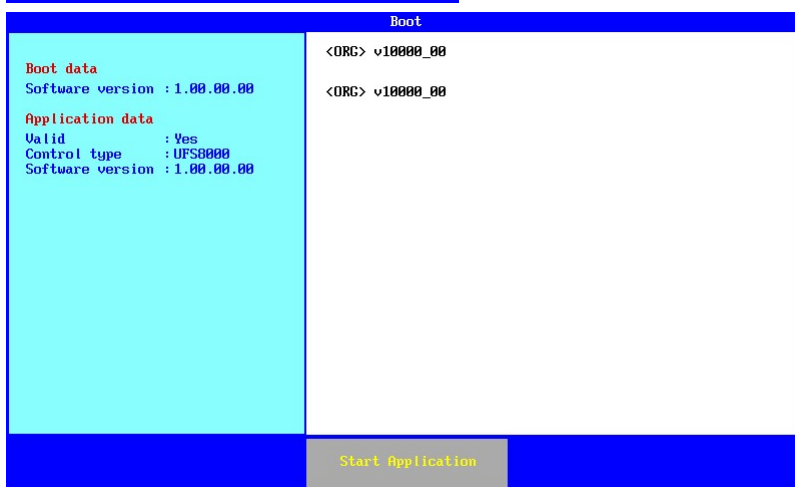 Boot
Boot data
Software version : 1.00.00.00
Application data
Valid : Yes
Control type : UFS8000
Software version : 1.00.00.00
<ORG> v10000_00
<ORG> v10000_00
Start Application